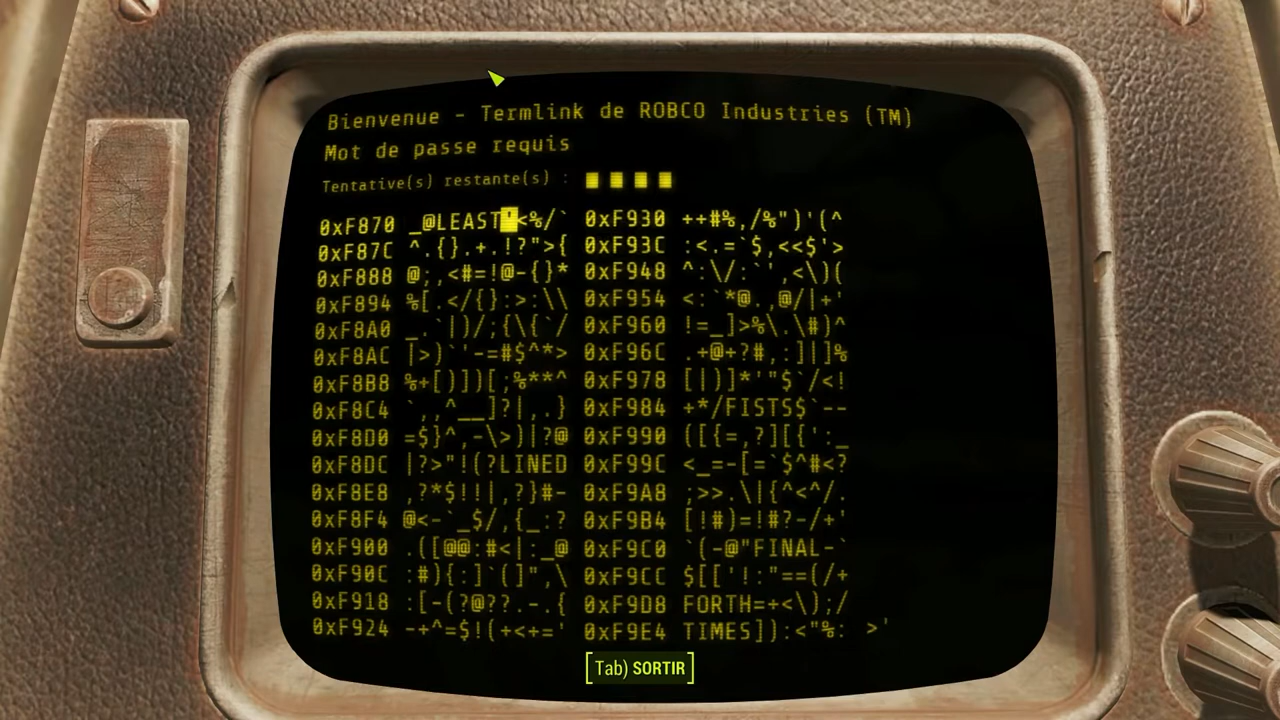 Bienvenue - Termlink de ROBCO Industries (TM)
Mot de passe requis
Tentative(s) restante(s) :
0xF870 _@LEAST'<%/` 0xF930 ++#%,/%")'(^
0xF87C ^.{}.+.!?">{ 0xF93C :<.=`$,<<$'>
0xF888 @;,<#=!@-{}* 0xF948 ^:\/:`',<\)(
0xF894 %[.</{}:>:\\ 0xF954 <:`*@.,@/|+'
0xF8A0 _.`|)/;{\{`/ 0xF960 !=_]>%\.\#)^
0xF8AC |>)`'-=#$^*> 0xF96C .+@+?#,:]|]%
0xF8B8 %+[)])[;%**^ 0xF978 [|)]*'"$`/<!
0xF8C4 `,,^__]?|,.} 0xF984 +*/FISTS$`--
0xF8D0 =$}^,-\>)|?@ 0xF990 ([{=,?][{':_
0xF8DC |?>"!(?LINED 0xF99C <_=-[=`$^#<?
0xF8E8 ,?*$!!|,?}#- 0xF9A8 ;>>.\|{^<^/.
0xF8F4 @<-`_$/,{_:? 0xF9B4 [!#)=!#?-/+'
0xF900 .([@@:#<|:_@ 0xF9C0 `(-@"FINAL-`
0xF90C :#){:]`(]",\ 0xF9CC $[['!:"==(/+
0xF918 :[-(?@??.-.{ 0xF9D8 FORTH=+<\);/
0xF924 -+^=$!(+<+=' 0xF9E4 TIMES]):<"%: >'
Tab) SORTIR